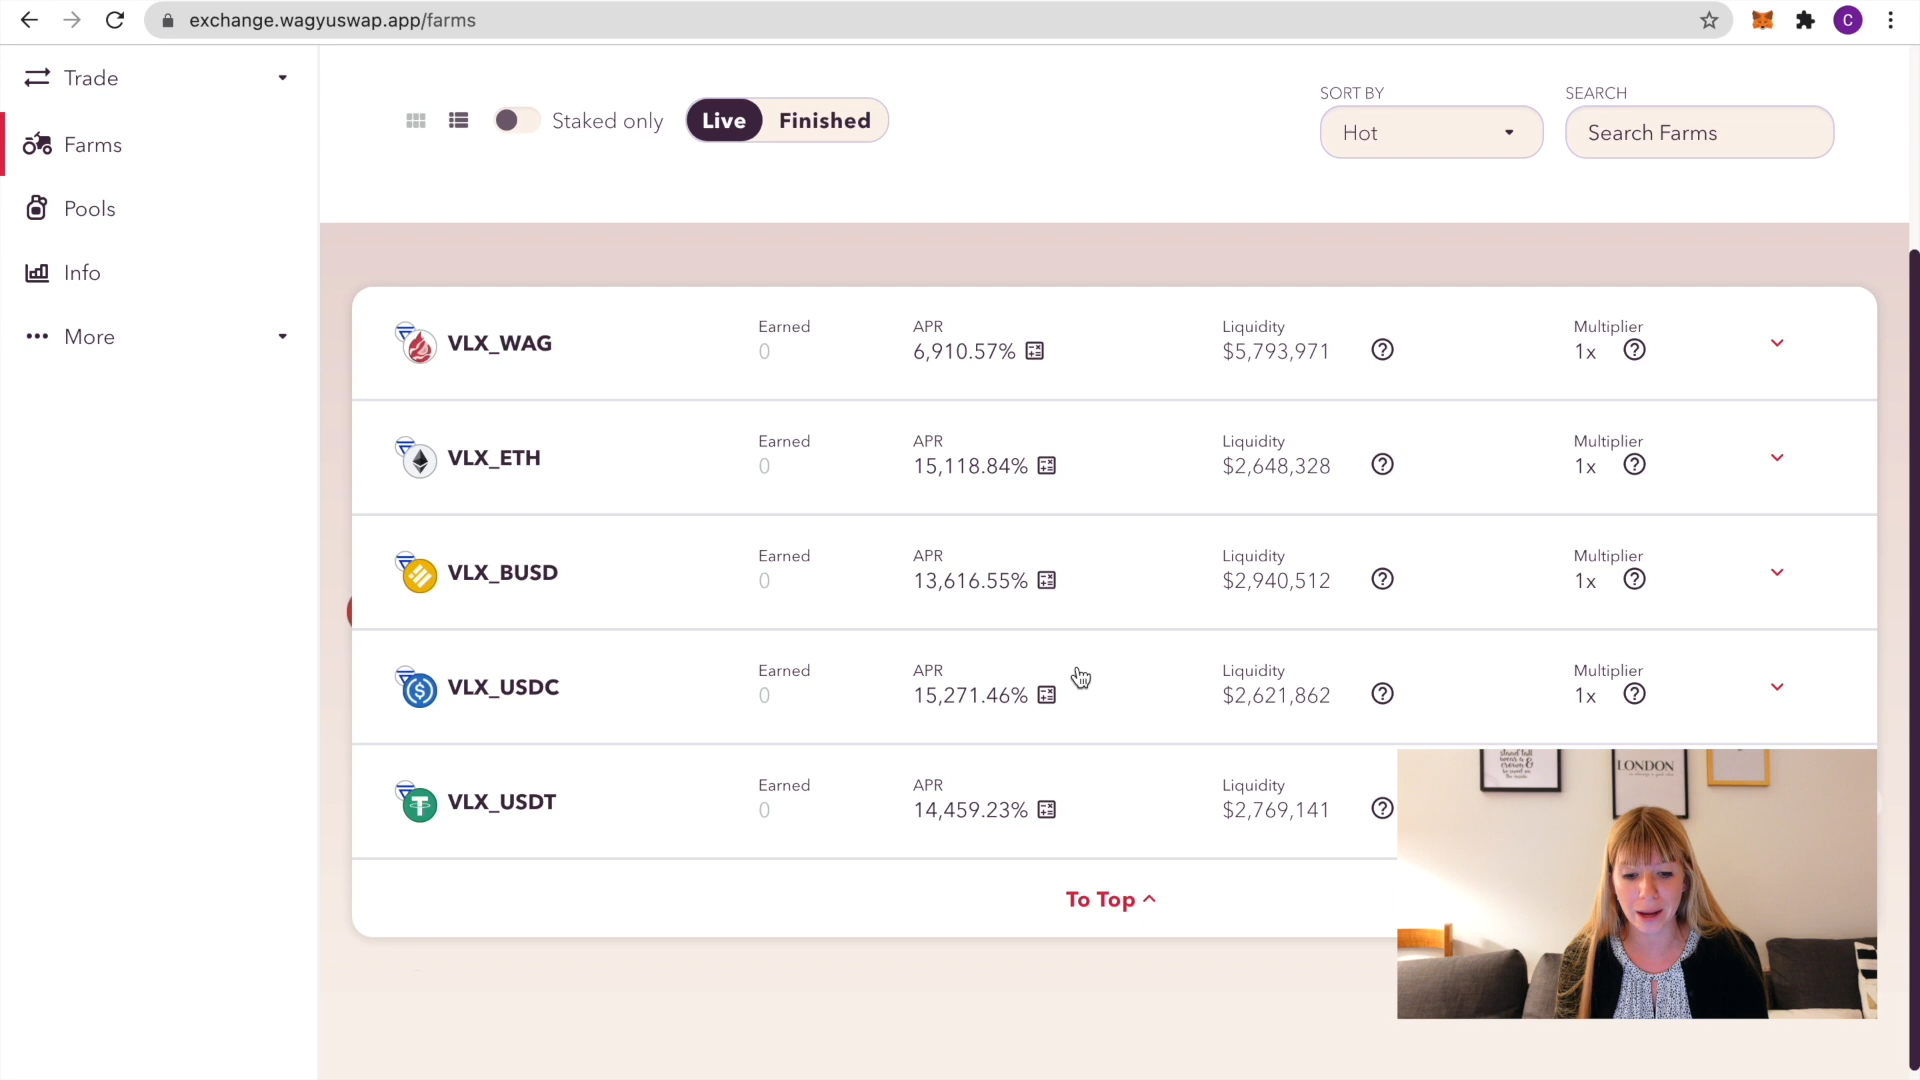 exchange.wagyuswap.app/farms
C
Trade
Farms
Pools
Info
More
Staked only
Live
Finished
SORT BY
Hot
SEARCH
Search Farms
VLX_WAG
Earned
0
APR
6,910.57%
Liquidity
$5,793,971
Multiplier
1x
VLX_ETH
Earned
0
APR
15,118.84%
Liquidity
$2,648,328
Multiplier
1x
VLX_BUSD
Earned
0
APR
13,616.55%
Liquidity
$2,940,512
Multiplier
1x
VLX_USDC
Earned
0
APR
15,271.46%
Liquidity
$2,621,862
Multiplier
1x
VLX_USDT
Earned
0
APR
14,459.23%
Liquidity
$2,769,141
To Top
stand tall
wear a
crown &
LONDON